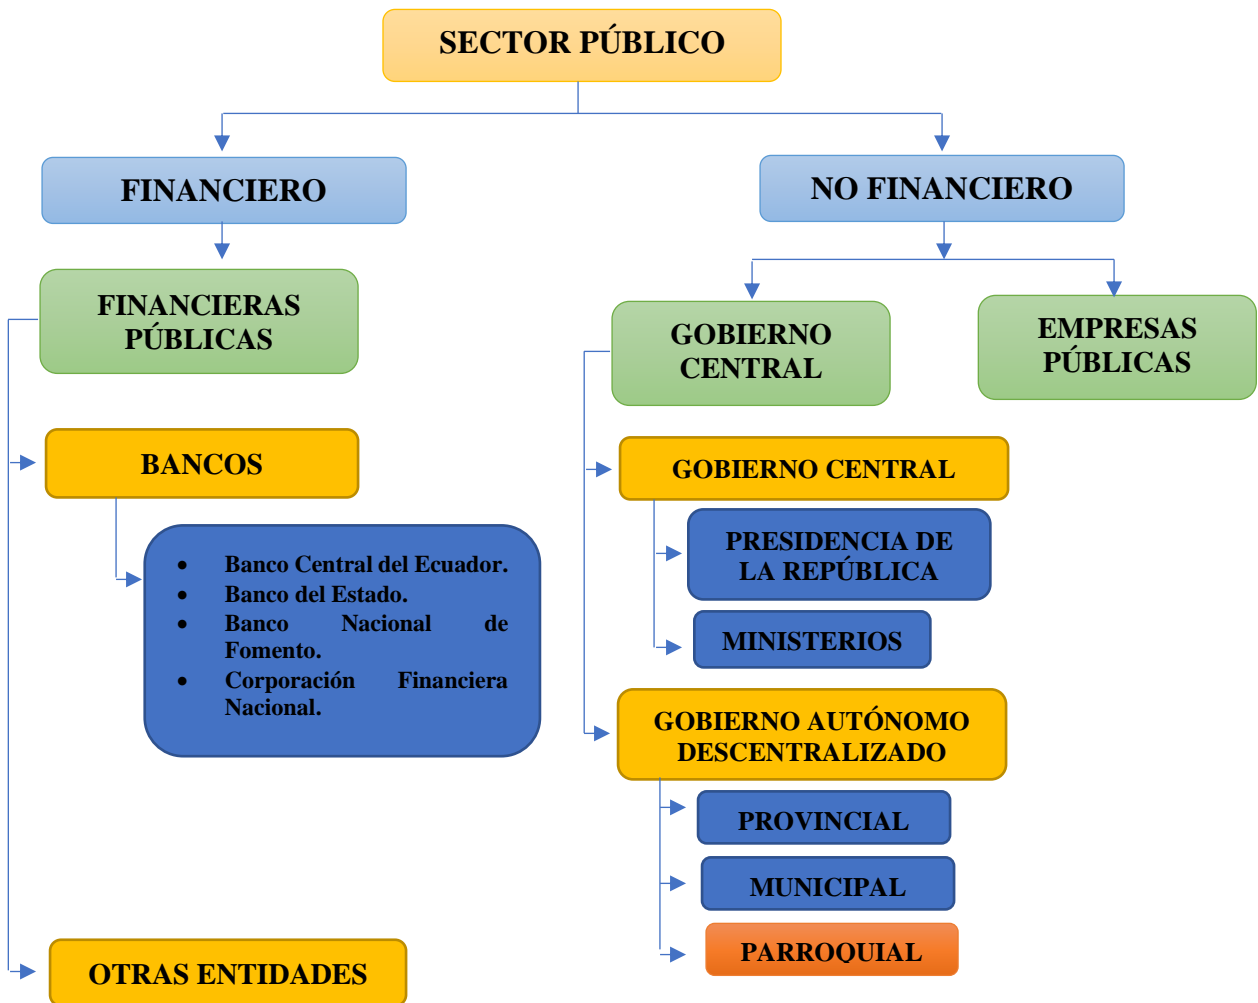 SECTOR PÚBLICO
FINANCIERO
NO FINANCIERO
FINANCIERAS
PÚBLICAS
GOBIERNO
CENTRAL
EMPRESAS
PÚBLICAS
BANCOS
• Banco Central del Ecuador.
• Banco del Estado.
• Banco Nacional de
Fomento.
• Corporación Financiera
Nacional.
OTRAS ENTIDADES
GOBIERNO CENTRAL
PRESIDENCIA DE
LA REPÚBLICA
MINISTERIOS
GOBIERNO AUTÓNOMO
DESCENTRALIZADO
PROVINCIAL
MUNICIPAL
PARROQUIAL